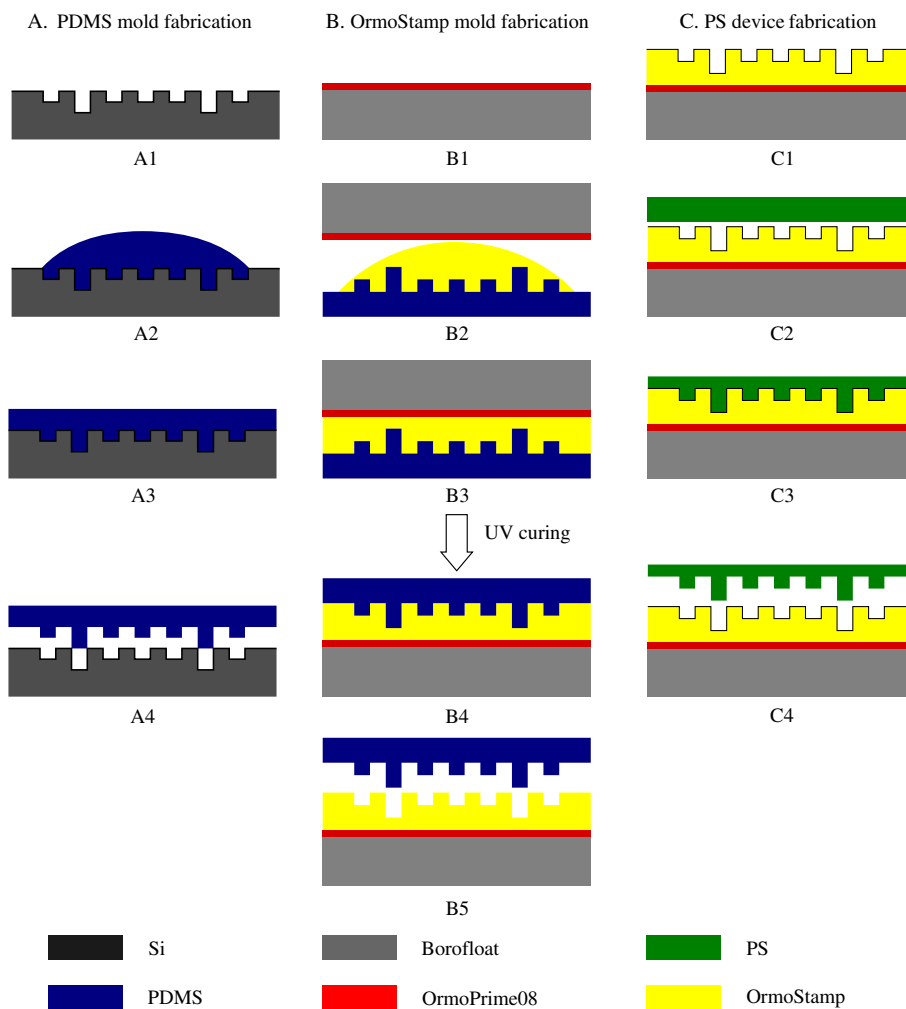 A. PDMS mold fabrication
B. OrmoStamp mold fabrication
C. PS device fabrication
A1
B1
C1
A2
B2
C2
A3
B3
C3
UV curing
A4
B4
C4
B5
Si
Borofloat
PS
PDMS
OrmoPrime08
OrmoStamp